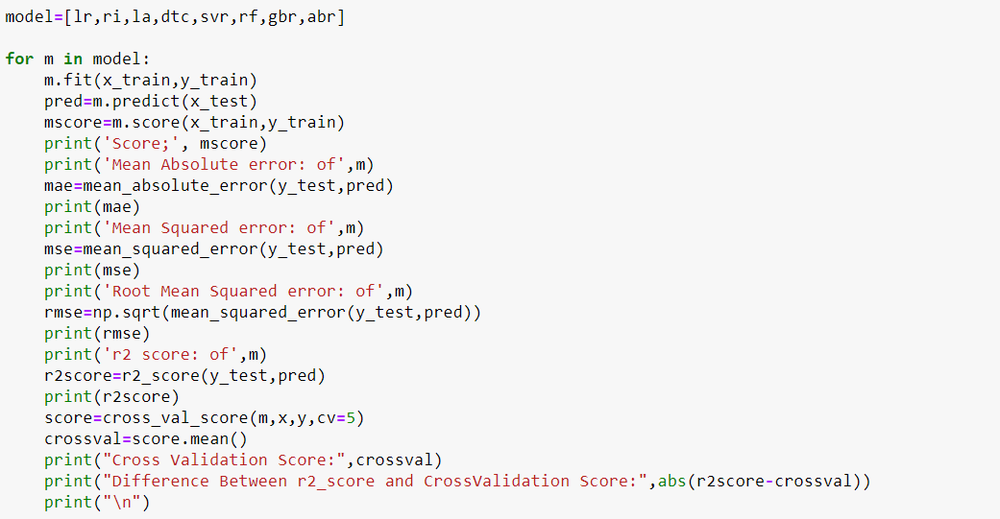 model=[lr,ri,la,dtc,svr,rf,gbr,abr]
for m in model:
    m.fit(x_train,y_train)
    pred=m.predict(x_test)
    mscore=m.score(x_train,y_train)
    print('Score;', mscore)
    print('Mean Absolute error: of',m)
    mae=mean_absolute_error(y_test,pred)
    print(mae)
    print('Mean Squared error: of',m)
    mse=mean_squared_error(y_test,pred)
    print(mse)
    print('Root Mean Squared error: of',m)
    rmse=np.sqrt(mean_squared_error(y_test,pred))
    print(rmse)
    print('r2 score: of',m)
    r2score=r2_score(y_test,pred)
    print(r2score)
    score=cross_val_score(m,x,y,cv=5)
    crossval=score.mean()
    print("Cross Validation Score:",crossval)
    print("Difference Between r2_score and CrossValidation Score:",abs(r2score-crossval))
    print("\n")